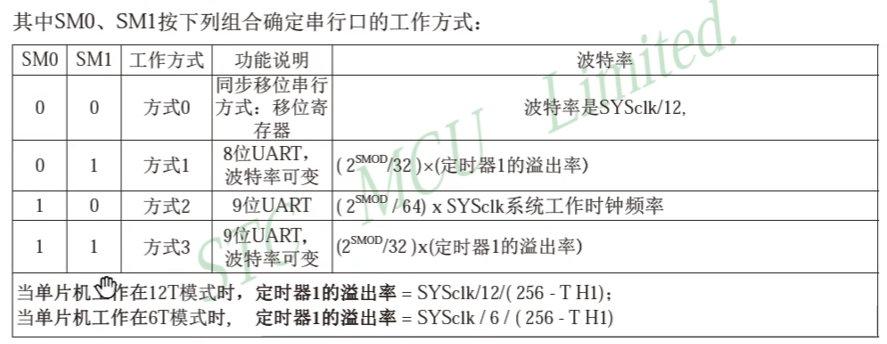 其中SM0、SM1按下列组合确定串行口的工作方式：
SM0 SM1 工作方式 功能说明 波特率
0 0 方式0 同步移位串行方式：移位寄存器 波特率是SYSclk/12,
0 1 方式1 8位UART，波特率可变 ( 2^SMOD/32 )×(定时器1的溢出率)
1 0 方式2 9位UART ( 2^SMOD / 64) x SYSclk系统工作时钟频率
1 1 方式3 9位UART，波特率可变 (2^SMOD/32 )x(定时器1的溢出率)
当单片机工作在12T模式时，定时器1的溢出率 = SYSclk/12/( 256 - T H1);
当单片机工作在6T模式时， 定时器1的溢出率 = SYSclk / 6 / ( 256 - T H1)
STC MCU Limited.